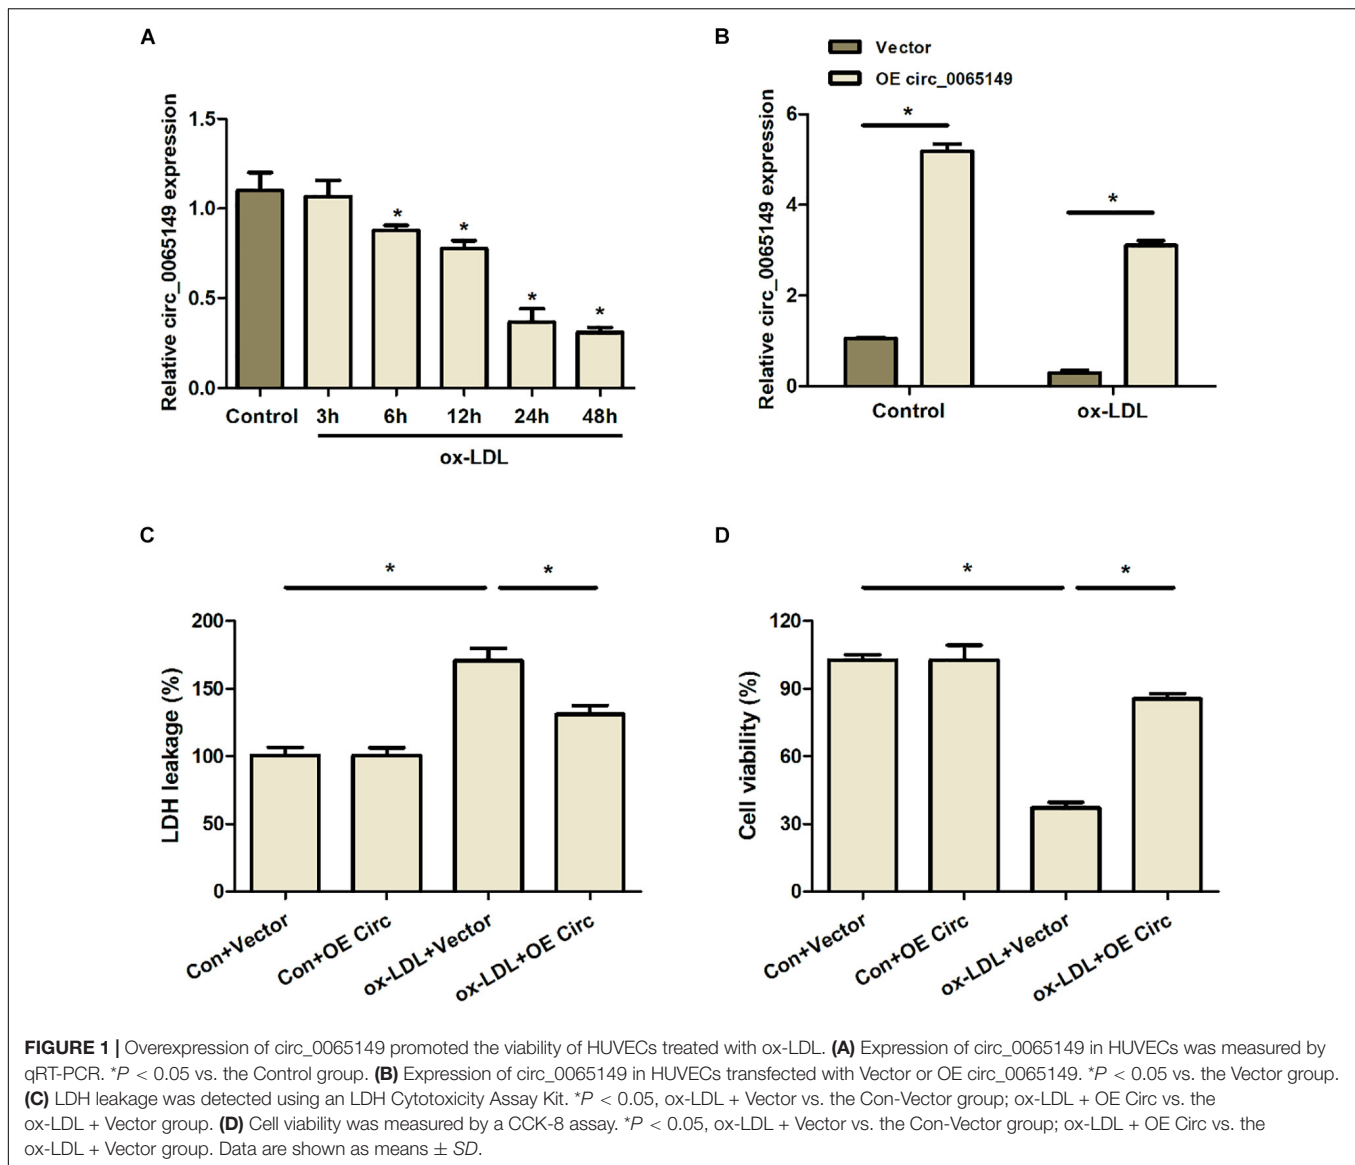 A
Relative circ_0065149 expression
1.5
1.0
0.5
0.0
*
*
*
*
Control 3h 6h 12h 24h 48h
ox-LDL
B
Vector
OE circ_0065149
Relative circ_0065149 expression
6
4
2
0
*
*
Control ox-LDL
C
LDH leakage (%)
200
150
100
50
0
* *
Con+Vector
Con+OE Circ
ox-LDL+Vector
ox-LDL+OE Circ
D
Cell viability (%)
120
90
60
30
0
* *
Con+Vector
Con+OE Circ
ox-LDL+Vector
ox-LDL+OE Circ
FIGURE 1 | Overexpression of circ_0065149 promoted the viability of HUVECs treated with ox-LDL. (A) Expression of circ_0065149 in HUVECs was measured by
qRT-PCR. *P < 0.05 vs. the Control group. (B) Expression of circ_0065149 in HUVECs transfected with Vector or OE circ_0065149. *P < 0.05 vs. the Vector group.
(C) LDH leakage was detected using an LDH Cytotoxicity Assay Kit. *P < 0.05, ox-LDL + Vector vs. the Con-Vector group; ox-LDL + OE Circ vs. the
ox-LDL + Vector group. (D) Cell viability was measured by a CCK-8 assay. *P < 0.05, ox-LDL + Vector vs. the Con-Vector group; ox-LDL + OE Circ vs. the
ox-LDL + Vector group. Data are shown as means ± SD.